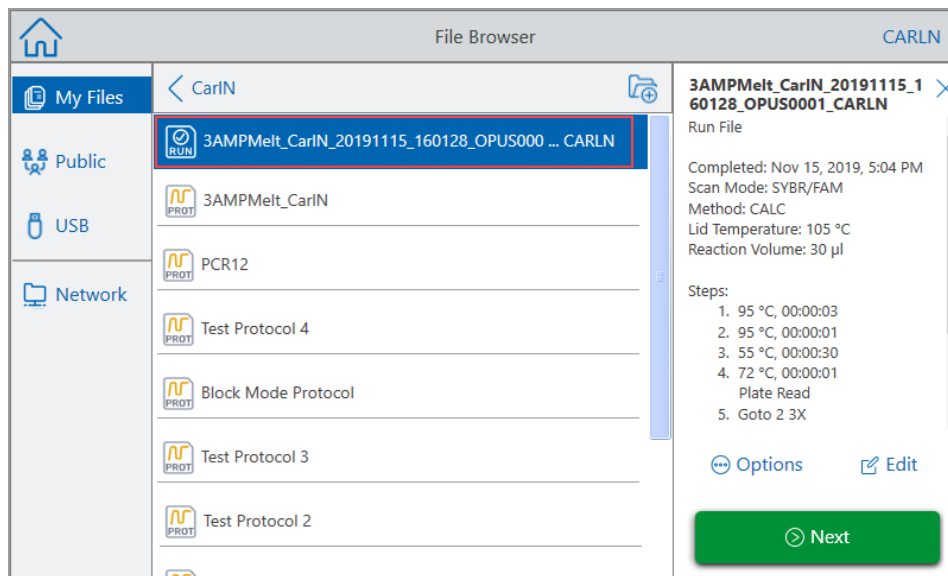 File Browser
CARLN
My Files
Public
USB
Network
CarIN
RUN
3AMPMelt_CarIN_20191115_160128_OPUS000 ... CARLN
PROT
3AMPMelt_CarIN
PROT
PCR12
PROT
Test Protocol 4
PROT
Block Mode Protocol
PROT
Test Protocol 3
PROT
Test Protocol 2
3AMPMelt_CarIN_20191115_1
60128_OPUS0001_CARLN
Run File
Completed: Nov 15, 2019, 5:04 PM
Scan Mode: SYBR/FAM
Method: CALC
Lid Temperature: 105 °C
Reaction Volume: 30 µl
Steps:
1. 95 °C, 00:00:03
2. 95 °C, 00:00:01
3. 55 °C, 00:00:30
4. 72 °C, 00:00:01
Plate Read
5. Goto 2 3X
Options
Edit
Next